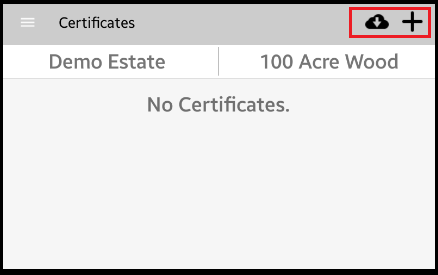 Certificates
Demo Estate 100 Acre Wood
No Certificates.